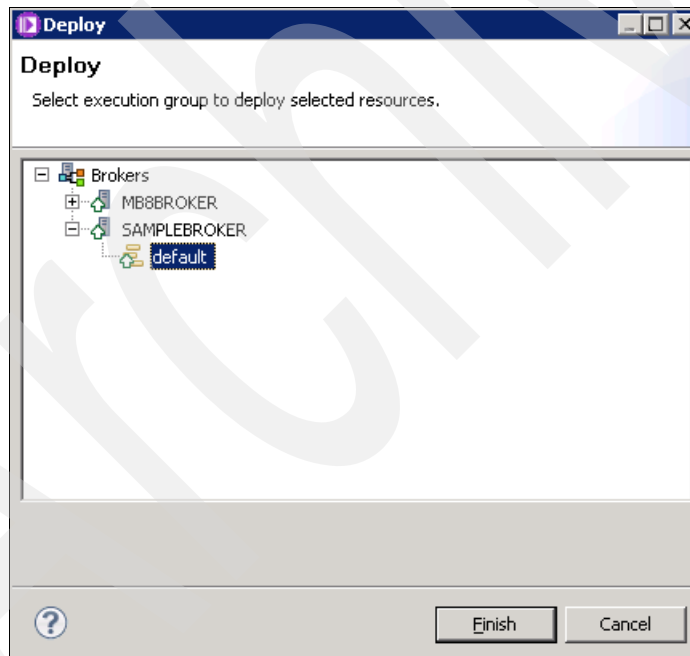 Deploy
Deploy
Select execution group to deploy selected resources.
Brokers
MB8BROKER
SAMPLEBROKER
default
Finish
Cancel